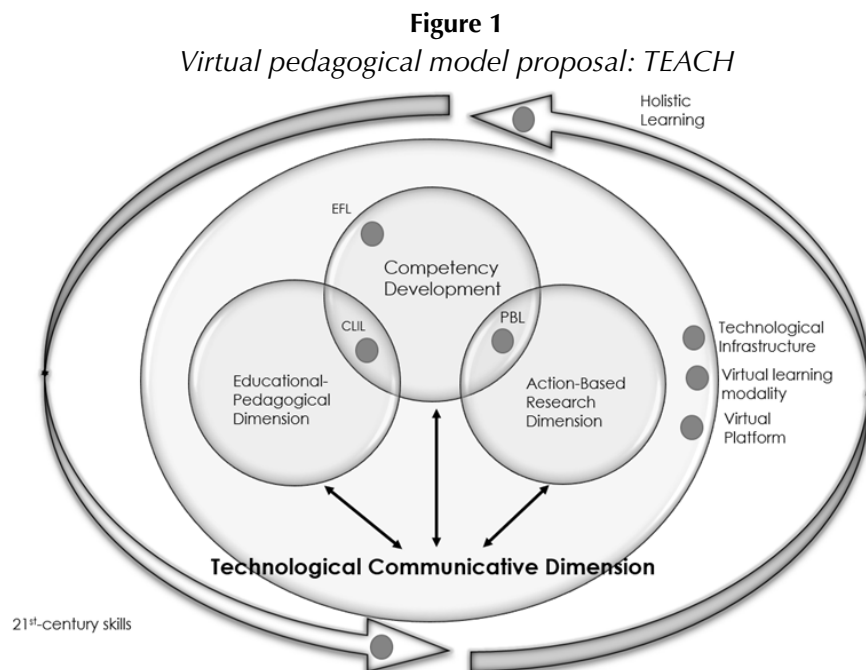 Figure 1
Virtual pedagogical model proposal: TEACH
Holistic
Learning
EFL
Competency
Development
CLIL
PBL
Technological
Infrastructure
Virtual learning
modality
Virtual
Platform
Educational-
Pedagogical
Dimension
Action-Based
Research
Dimension
Technological Communicative Dimension
21st-century skills